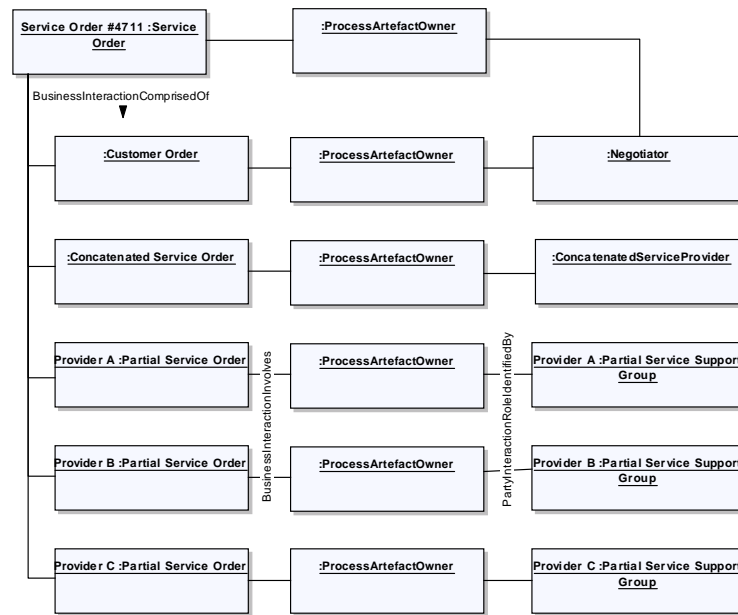 Service Order #4711 :Service
Order
:ProcessArtefactOwner
BusinessInteractionComprisedOf
:Customer Order
:ProcessArtefactOwner
:Negotiator
:Concatenated Service Order
:ProcessArtefactOwner
:ConcatenatedServiceProvider
Provider A :Partial Service Order
:ProcessArtefactOwner
Provider A :Partial Service Support
Group
BusinessInteractionInvolves
PartyInteractionRoleIdentifiedBy
Provider B :Partial Service Order
:ProcessArtefactOwner
Provider B :Partial Service Support
Group
Provider C :Partial Service Order
:ProcessArtefactOwner
Provider C :Partial Service Support
Group